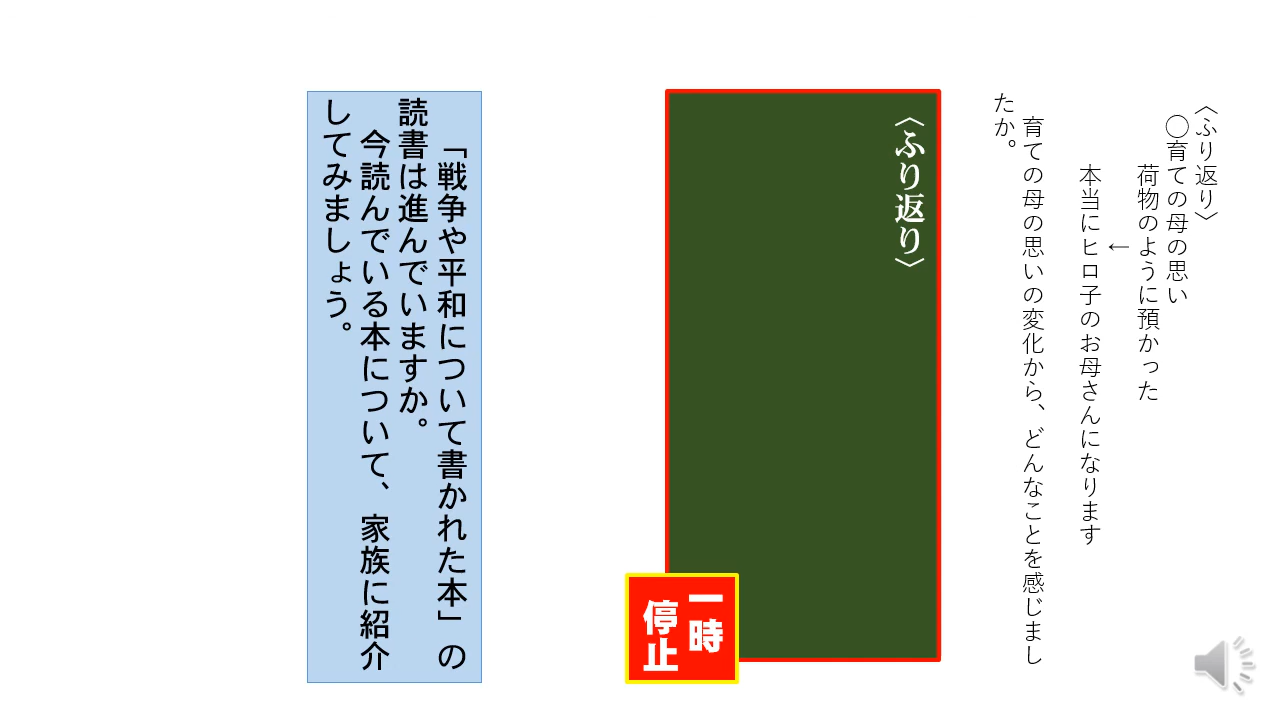 〈ふり返り〉
○育ての母の思い
荷物のように預かった
↓
本当にヒロ子のお母さんになります
育ての母の思いの変化から、どんなことを感じまし
たか。
〈ふり返り〉
一時
停止
「戦争や平和について書かれた本」の
読書は進んでいますか。
今読んでいる本について、家族に紹介
してみましょう。